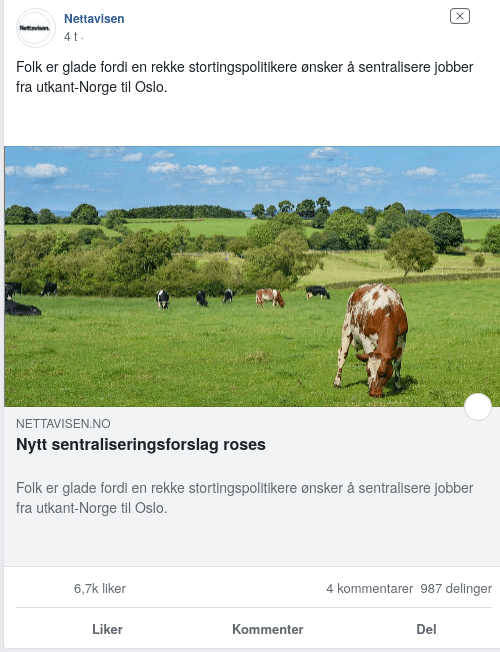 Nettavisen.
Nettavisen
4 t ·
Folk er glade fordi en rekke stortingspolitikere ønsker å sentralisere jobber
fra utkant-Norge til Oslo.
NETTAVISEN.NO
Nytt sentraliseringsforslag roses
Folk er glade fordi en rekke stortingspolitikere ønsker å sentralisere jobber
fra utkant-Norge til Oslo.
6,7k liker 4 kommentarer 987 delinger
Liker Kommenter Del